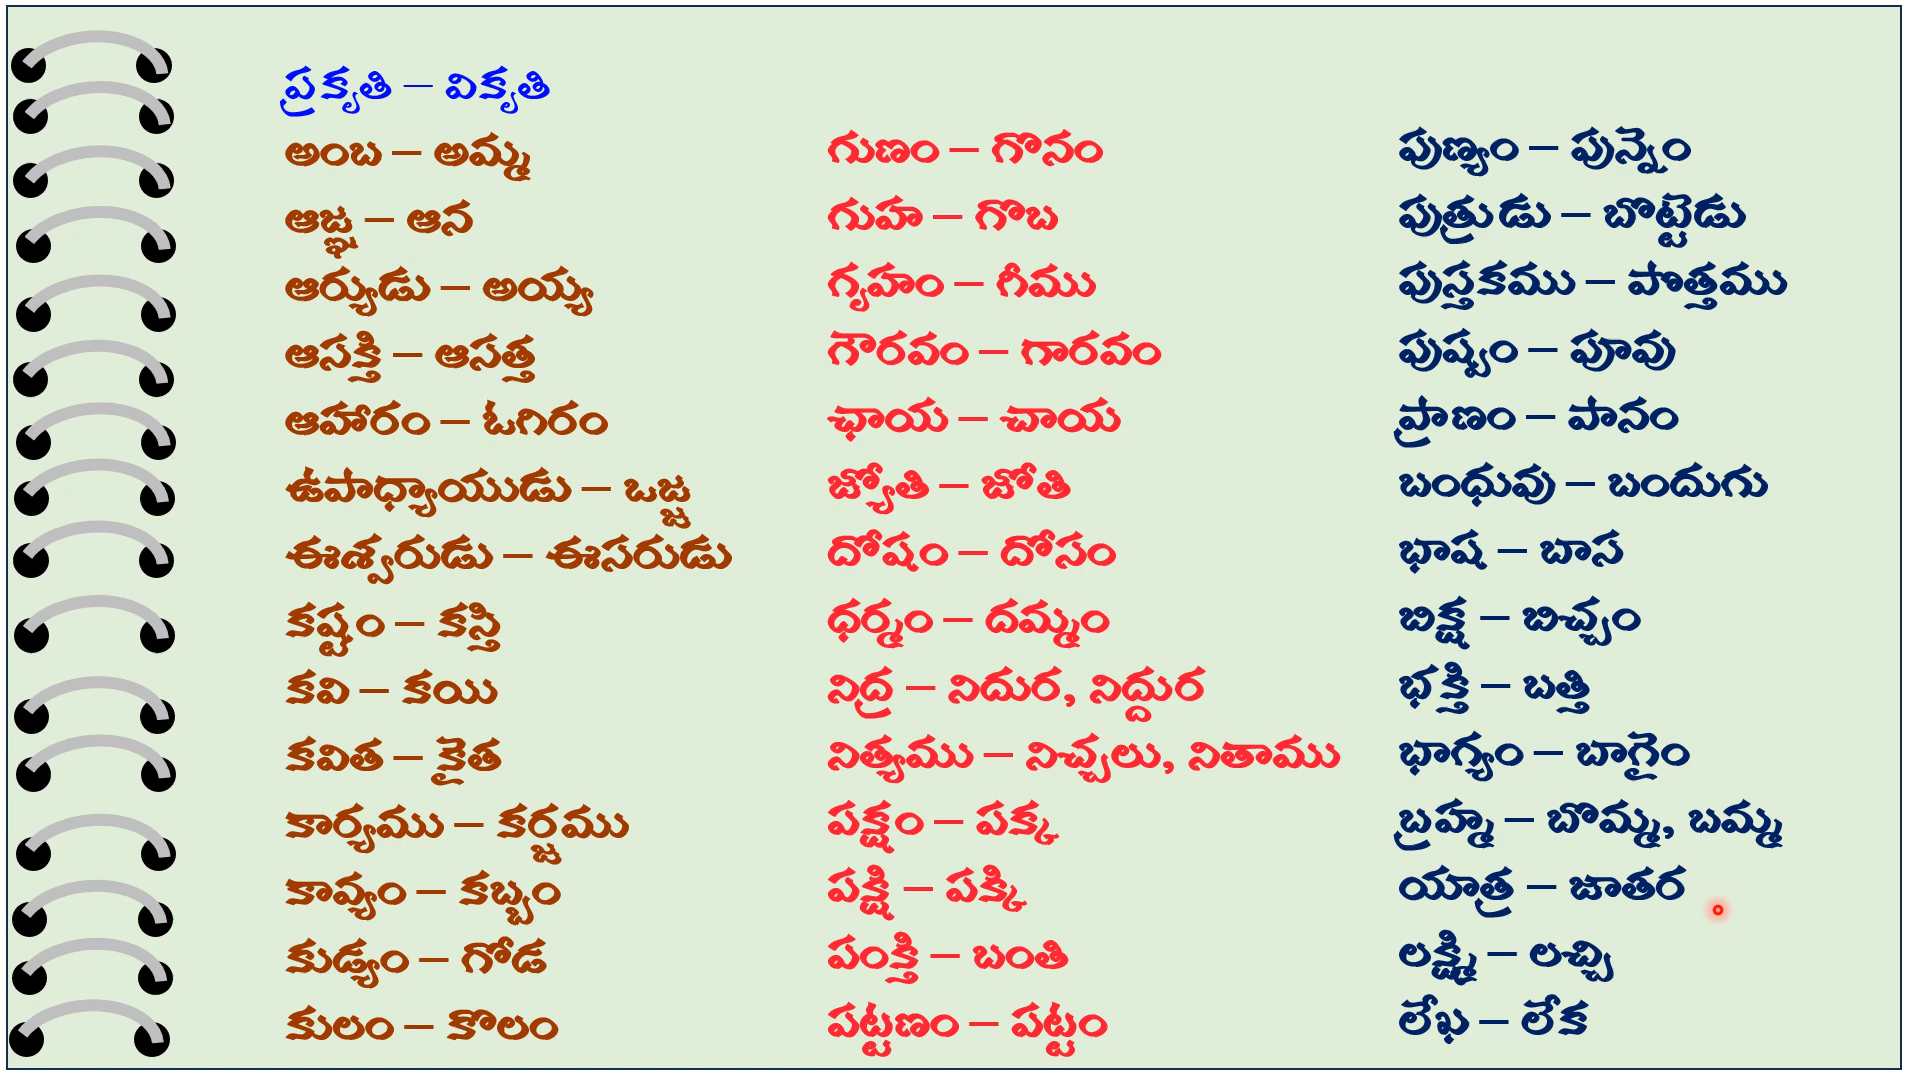 ప్రకృతి – వికృతి
అంబ – అమ్మ
ఆజ్ఞ – ఆన
ఆర్యుడు – అయ్య
ఆసక్తి – ఆసత్తి
ఆహారం – ఓగిరం
ఉపాధ్యాయుడు – ఒజ్జ
ఈశ్వరుడు – ఈసరుడు
కష్టం – కస్తి
కవి – కయి
కవిత – కైత
కార్యము – కర్జము
కావ్యం – కబ్బం
కుడ్యం – గోడ
కులం – కొలం
గుణం – గొనం
గుహ – గొబ
గృహం – గీము
గౌరవం – గారవం
ఛాయ – చాయ
జ్యోతి – జోతి
దోషం – దోసం
ధర్మం – దమ్మం
నిద్ర – నిదుర, నిద్దుర
నిత్యము – నిచ్చలు, నితాము
పక్షం – పక్క
పక్షి – పక్కి
పంక్తి – బంతి
పట్టణం – పట్టం
పుణ్యం – పున్నెం
పుత్రుడు – బొట్టెడు
పుస్తకము – పొత్తము
పుష్పం – పూవు
ప్రాణం – పానం
బంధువు – బందుగు
భాష – బాస
బిక్ష – బిచ్చం
భక్తి – బత్తి
భాగ్యం – బాగ్గెం
బ్రహ్మ – బొమ్మ, బమ్మ
యాత్ర – జాతర
లక్ష్మి – లచ్చి
లేఖ – లేక